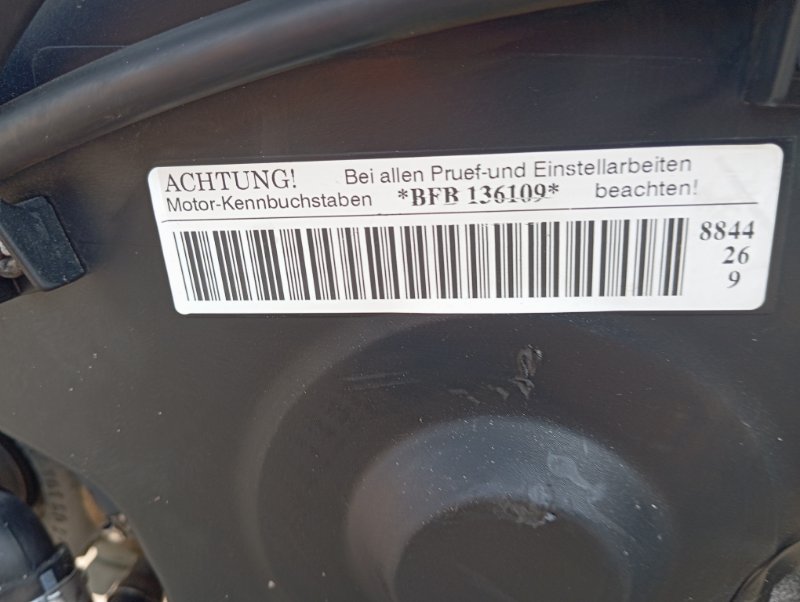 ACHTUNG! Bei allen Pruef-und Einstellarbeiten
Motor-Kennbuchstaben *BFB 136109* beachten!
8844
26
9